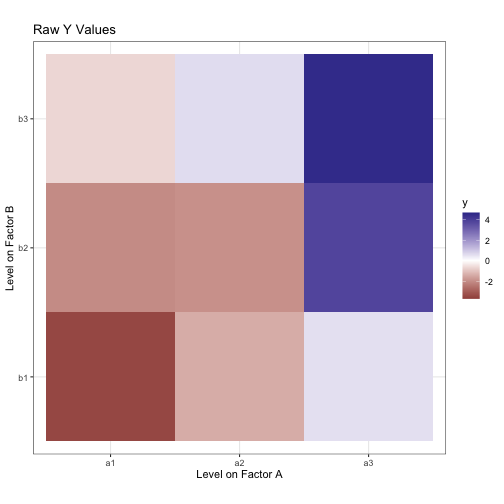 Raw Y Values
Level on Factor B
b3
b2
b1
a1 a2 a3
Level on Factor A
y
4
2
0
-2